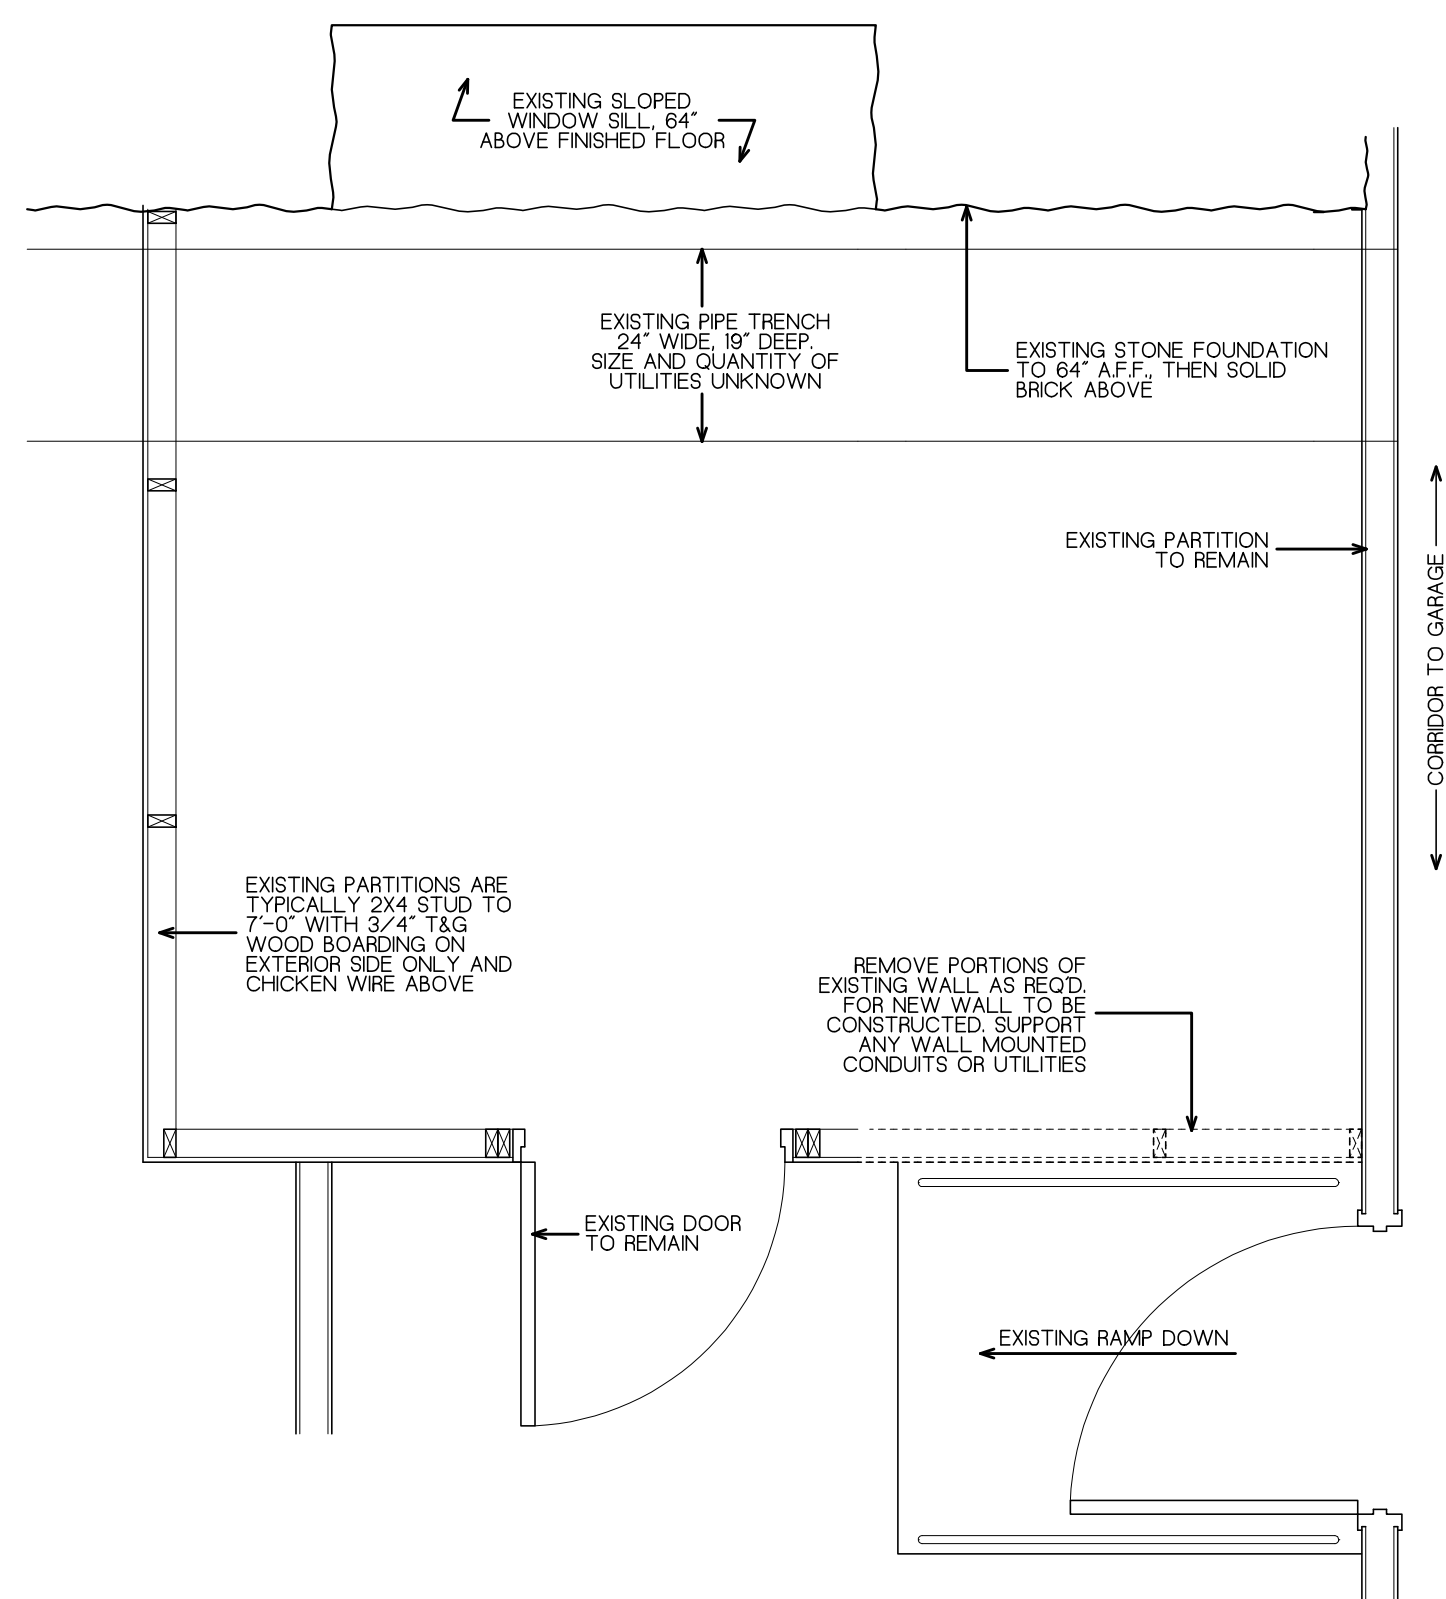 EXISTING SLOPED
WINDOW SILL, 64"
ABOVE FINISHED FLOOR
EXISTING PIPE TRENCH
24" WIDE, 19" DEEP.
SIZE AND QUANTITY OF
UTILITIES UNKNOWN
EXISTING STONE FOUNDATION
TO 64" A.F.F., THEN SOLID
BRICK ABOVE
EXISTING PARTITION
TO REMAIN
CORRIDOR TO GARAGE
EXISTING PARTITIONS ARE
TYPICALLY 2X4 STUD TO
7'-0" WITH 3/4" T&G
WOOD BOARDING ON
EXTERIOR SIDE ONLY AND
CHICKEN WIRE ABOVE
REMOVE PORTIONS OF
EXISTING WALL AS REQ'D.
FOR NEW WALL TO BE
CONSTRUCTED. SUPPORT
ANY WALL MOUNTED
CONDUITS OR UTILITIES
EXISTING DOOR
TO REMAIN
EXISTING RAMP DOWN